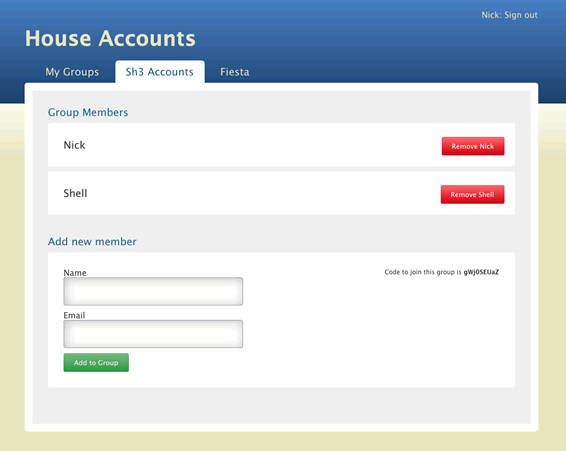 Nick: Sign out
House Accounts
My Groups Sh3 Accounts Fiesta
Group Members
Nick Remove Nick
Shell Remove Shell
Add new member
Name Code to join this group is gWj0SEUaZ
Email
Add to Group